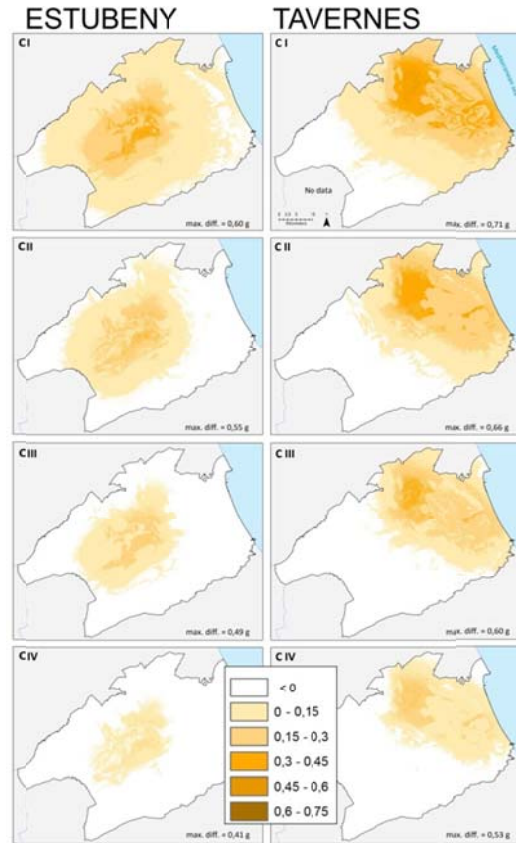 ESTUBENY
TAVERNES
C I
max. diff. = 0,60 g
C I
No data
max. diff. = 0,71 g
C II
max. diff. = 0,55 g
C II
max. diff. = 0,66 g
C III
max. diff. = 0,49 g
C III
max. diff. = 0,60 g
C IV
max. diff. = 0,41 g
C IV
max. diff. = 0,53 g
< 0
0 - 0,15
0,15 - 0,3
0,3 - 0,45
0,45 - 0,6
0,6 - 0,75